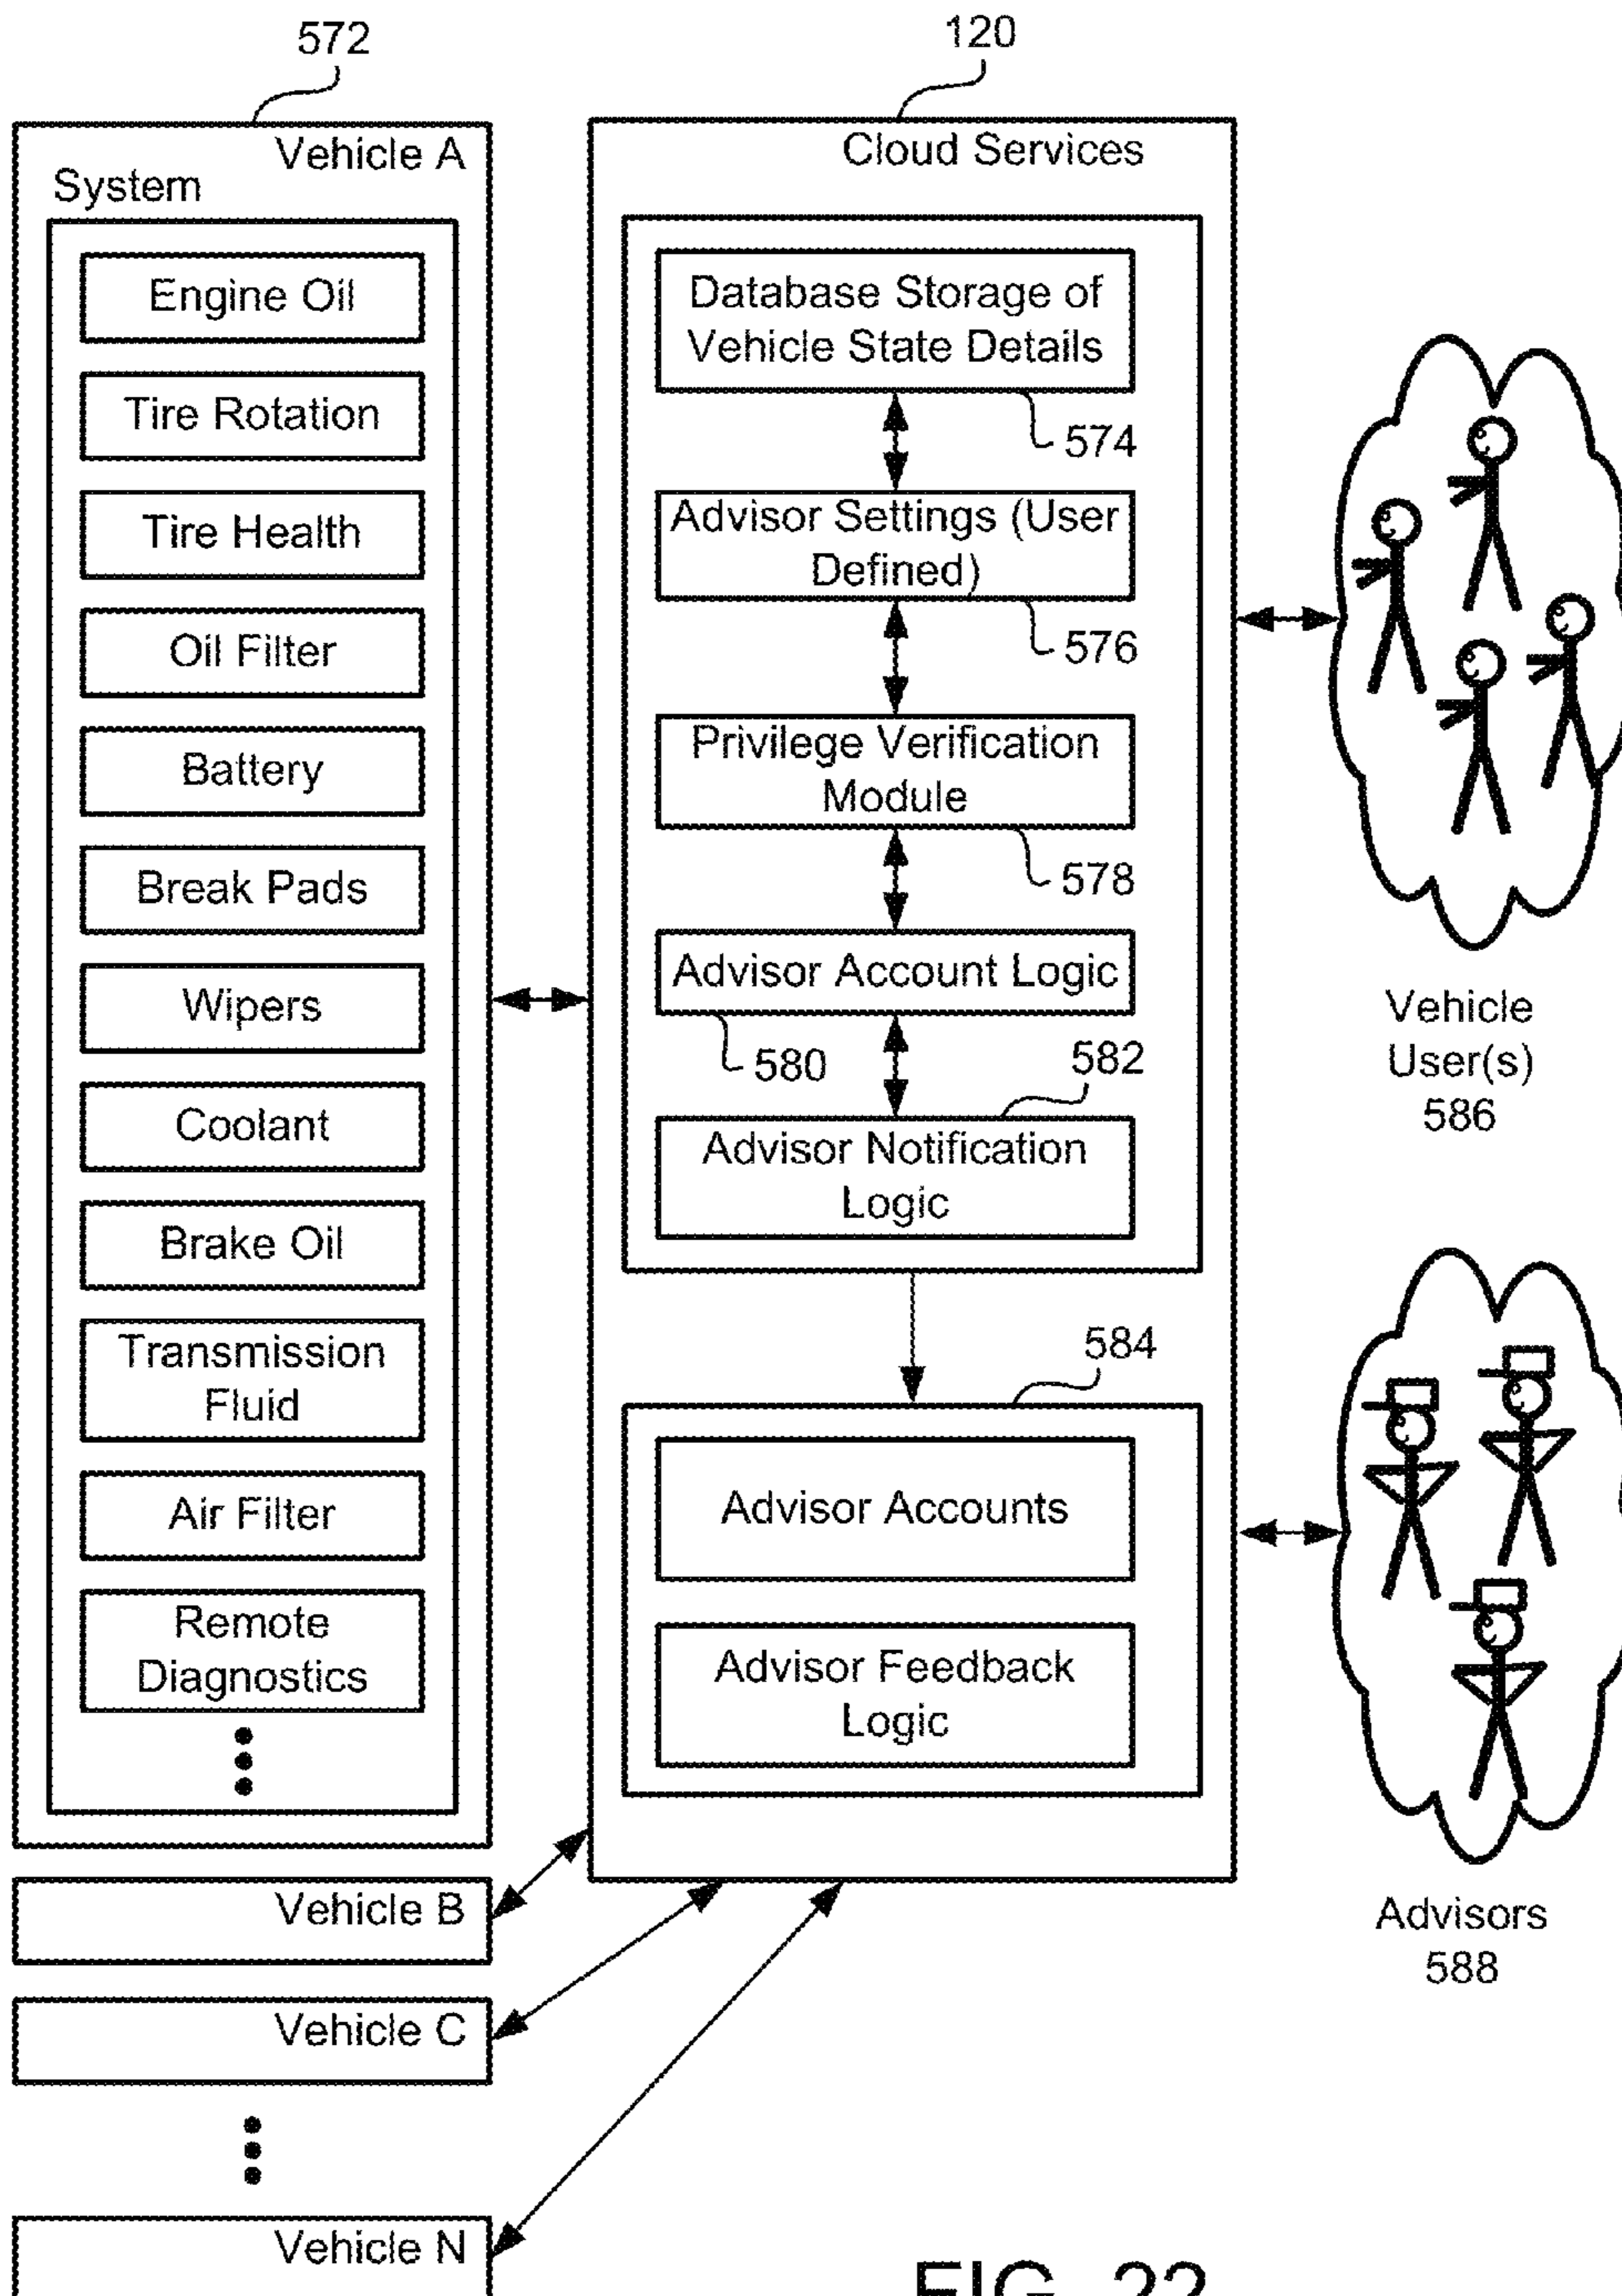 572
120
Vehicle A
System
Engine Oil
Tire Rotation
Tire Health
Oil Filter
Battery
Break Pads
Wipers
Coolant
Brake Oil
Transmission
Fluid
Air Filter
Remote
Diagnostics
Vehicle B
Vehicle C
Vehicle N
Cloud Services
Database Storage of
Vehicle State Details
574
Advisor Settings (User
Defined)
576
Privilege Verification
Module
578
Advisor Account Logic
580
582
Advisor Notification
Logic
584
Advisor Accounts
Advisor Feedback
Logic
Vehicle
User(s)
586
Advisors
588
FIG. 22